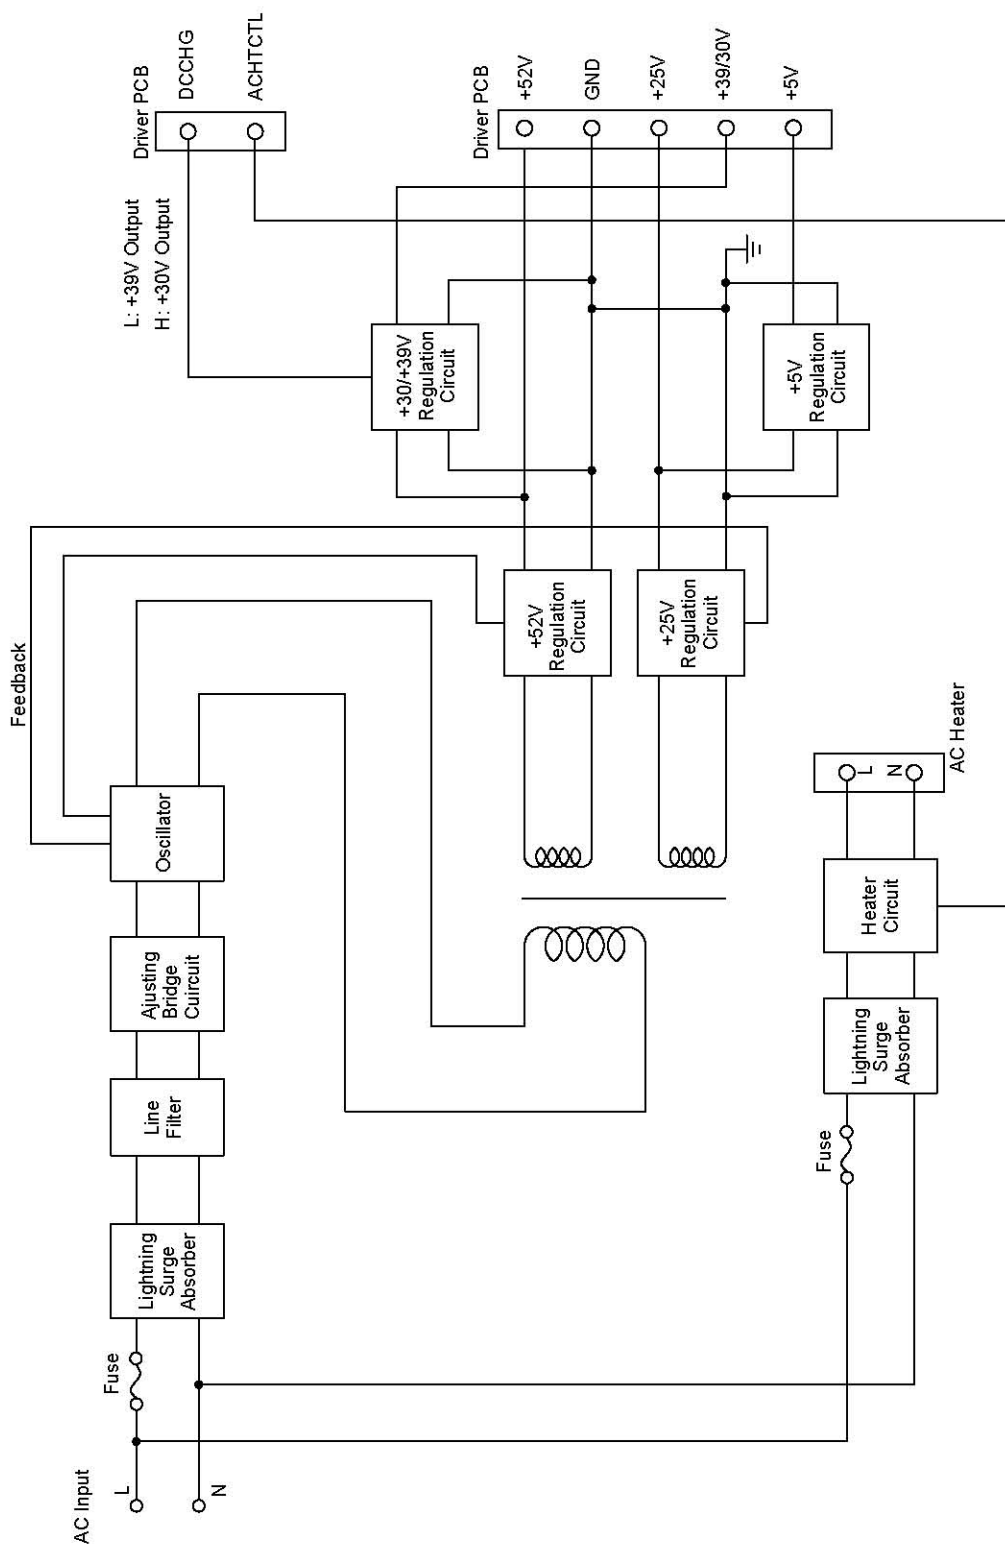 AC Input
L
N
Fuse
Lightning
Surge
Absorber
Line
Filter
Ajusting
Bridge
Cuircuit
Oscillator
Feedback
+52V
Regulation
Circuit
+25V
Regulation
Circuit
+30/+39V
Regulation
Circuit
+5V
Regulation
Circuit
L: +39V Output
H: +30V Output
Driver PCB
DCCHG
ACHTCTL
Driver PCB
+52V
GND
+25V
+39/30V
+5V
Fuse
Lightning
Surge
Absorber
Heater
Circuit
L
N
AC Heater